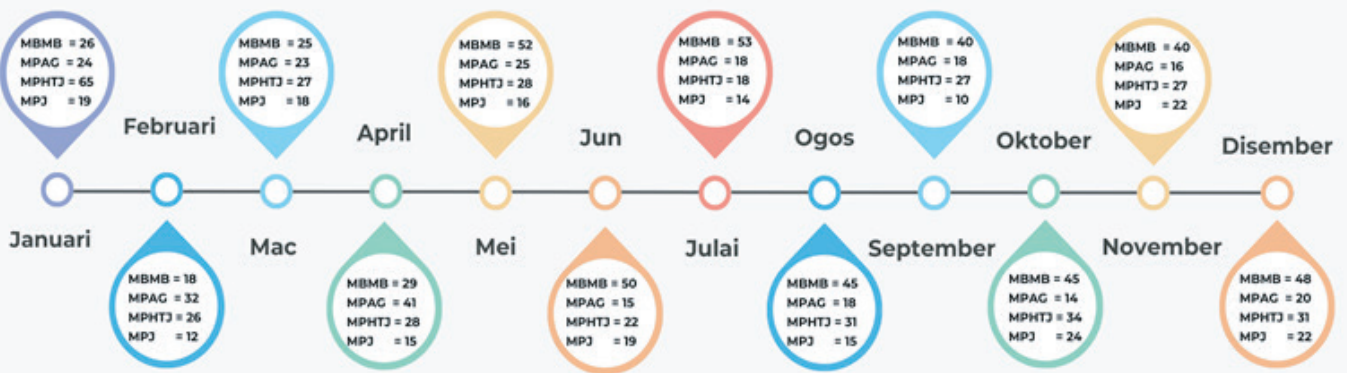 MBMB = 26
MPAG = 24
MPHTJ = 65
MPJ = 19
Januari
Februari
MBMB = 18
MPAG = 32
MPHTJ = 26
MPJ = 12
MBMB = 25
MPAG = 23
MPHTJ = 27
MPJ = 18
Mac
April
MBMB = 29
MPAG = 41
MPHTJ = 28
MPJ = 15
MBMB = 52
MPAG = 25
MPHTJ = 28
MPJ = 16
Mei
Jun
MBMB = 50
MPAG = 15
MPHTJ = 22
MPJ = 19
MBMB = 53
MPAG = 18
MPHTJ = 18
MPJ = 14
Julai
Ogos
MBMB = 45
MPAG = 18
MPHTJ = 31
MPJ = 15
MBMB = 40
MPAG = 18
MPHTJ = 27
MPJ = 10
September
Oktober
MBMB = 45
MPAG = 14
MPHTJ = 34
MPJ = 24
MBMB = 40
MPAG = 16
MPHTJ = 27
MPJ = 22
November
Disember
MBMB = 48
MPAG = 20
MPHTJ = 31
MPJ = 22